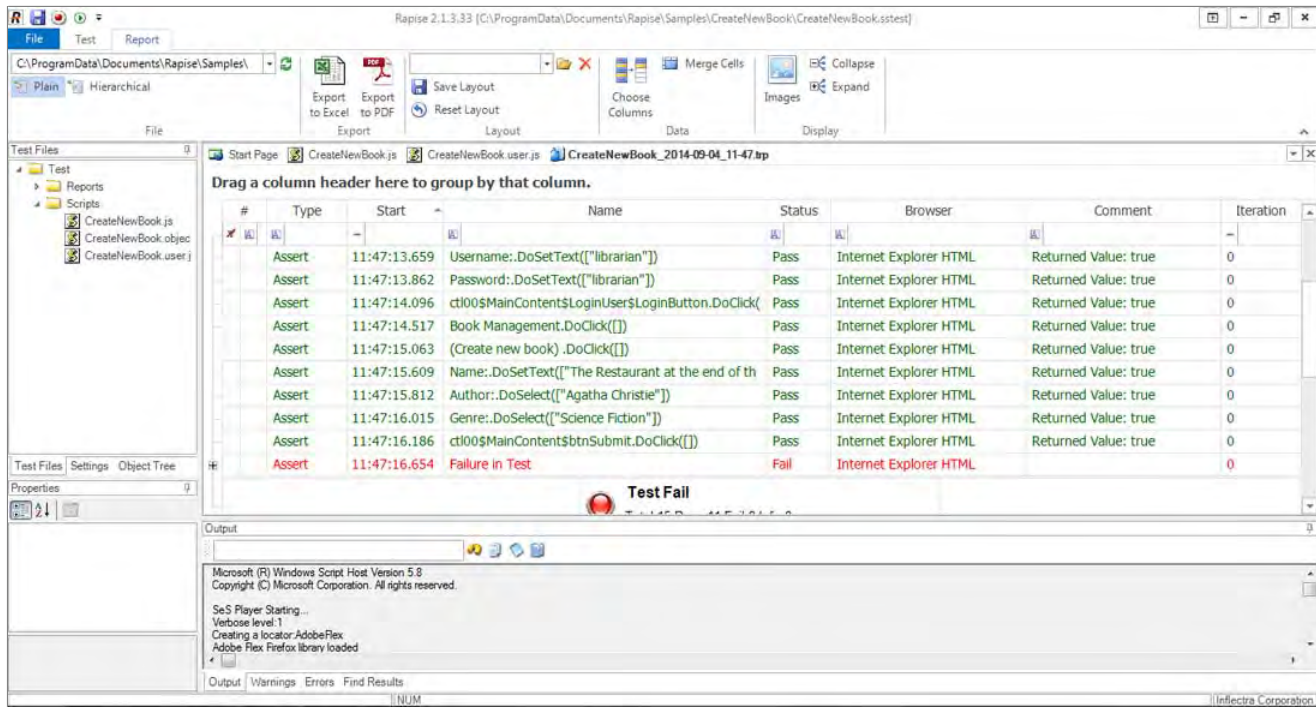 Rapise 2.1.3.33 [C:\ProgramData\Documents\Rapise\Samples\CreateNewBook\CreateNewBook.sstest]
File Test Report
C:\ProgramData\Documents\Rapise\Samples\
Plain Hierarchical
Export to Excel
Export to PDF
Save Layout
Reset Layout
Choose Columns
Merge Cells
Images
Collapse
Expand
File Export Layout Data Display
Test Files
Test
Reports
Scripts
CreateNewBook.js
CreateNewBook.objec
CreateNewBook.user.j
Test Files Settings Object Tree
Properties
Start Page CreateNewBook.js CreateNewBook.user.js CreateNewBook_2014-09-04_11-47.trp
Drag a column header here to group by that column.
# Type Start Name Status Browser Comment Iteration
Assert 11:47:13.659 Username:.DoSetText(["librarian"]) Pass Internet Explorer HTML Returned Value: true 0
Assert 11:47:13.862 Password:.DoSetText(["librarian"]) Pass Internet Explorer HTML Returned Value: true 0
Assert 11:47:14.096 ctl00$MainContent$LoginUser$LoginButton.DoClick( Pass Internet Explorer HTML Returned Value: true 0
Assert 11:47:14.517 Book Management.DoClick([]) Pass Internet Explorer HTML Returned Value: true 0
Assert 11:47:15.063 (Create new book) .DoClick([]) Pass Internet Explorer HTML Returned Value: true 0
Assert 11:47:15.609 Name:.DoSetText(["The Restaurant at the end of th Pass Internet Explorer HTML Returned Value: true 0
Assert 11:47:15.812 Author:.DoSelect(["Agatha Christie"]) Pass Internet Explorer HTML Returned Value: true 0
Assert 11:47:16.015 Genre:.DoSelect(["Science Fiction"]) Pass Internet Explorer HTML Returned Value: true 0
Assert 11:47:16.186 ctl00$MainContent$btnSubmit.DoClick([]) Pass Internet Explorer HTML Returned Value: true 0
Assert 11:47:16.654 Failure in Test Fail Internet Explorer HTML 0
Test Fail
Output
Microsoft (R) Windows Script Host Version 5.8
Copyright (C) Microsoft Corporation. All rights reserved.
SeS Player Starting...
Verbose level:1
Creating a locator:AdobeFlex
Adobe Flex Firefox library loaded
Output Warnings Errors Find Results
NUM
Inflectra Corporation